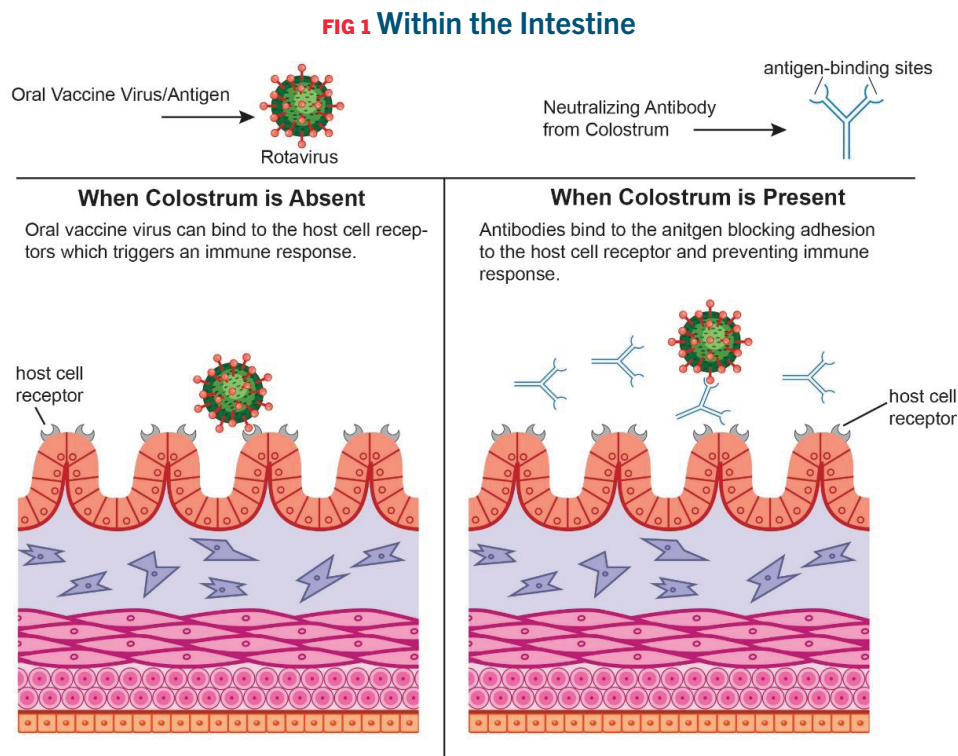 FIG 1 Within the Intestine
Oral Vaccine Virus/Antigen
Rotavirus
Neutralizing Antibody
from Colostrum
antigen-binding sites
When Colostrum is Absent
Oral vaccine virus can bind to the host cell recep-
tors which triggers an immune response.
host cell
receptor
When Colostrum is Present
Antibodies bind to the anitgen blocking adhesion
to the host cell receptor and preventing immune
response.
host cell
receptor